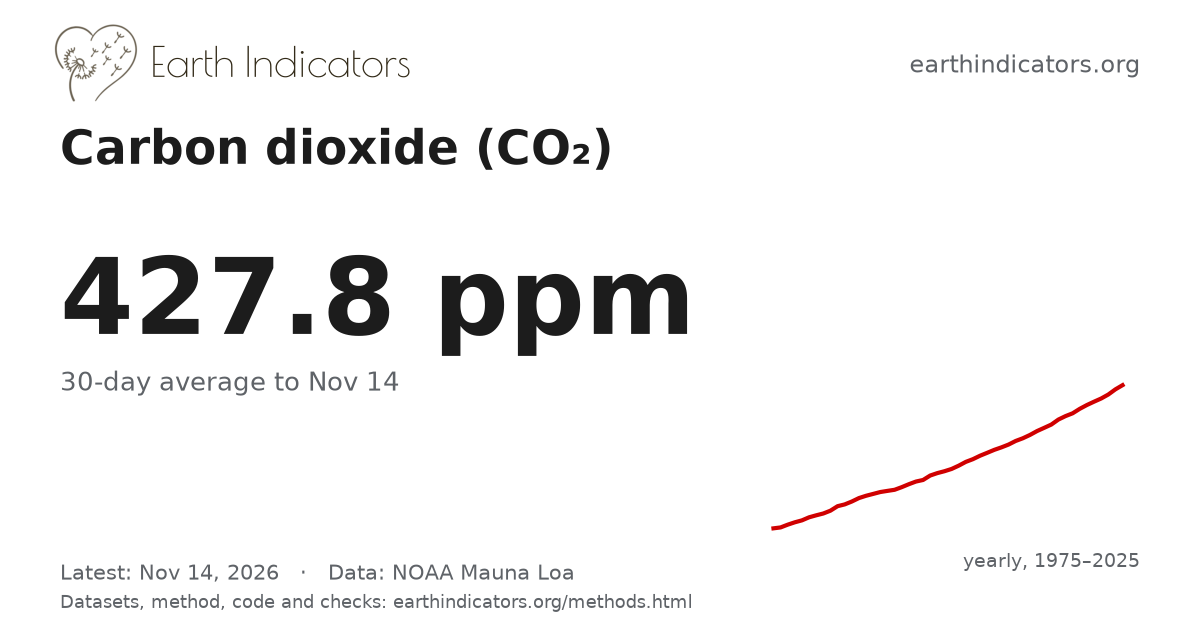 Earth Indicators
earthindicators.org
Carbon dioxide (CO₂)
427.8 ppm
30-day average to Nov 14
yearly, 1975–2025
Latest: Nov 14, 2026 · Data: NOAA Mauna Loa
Datasets, method, code and checks: earthindicators.org/methods.html